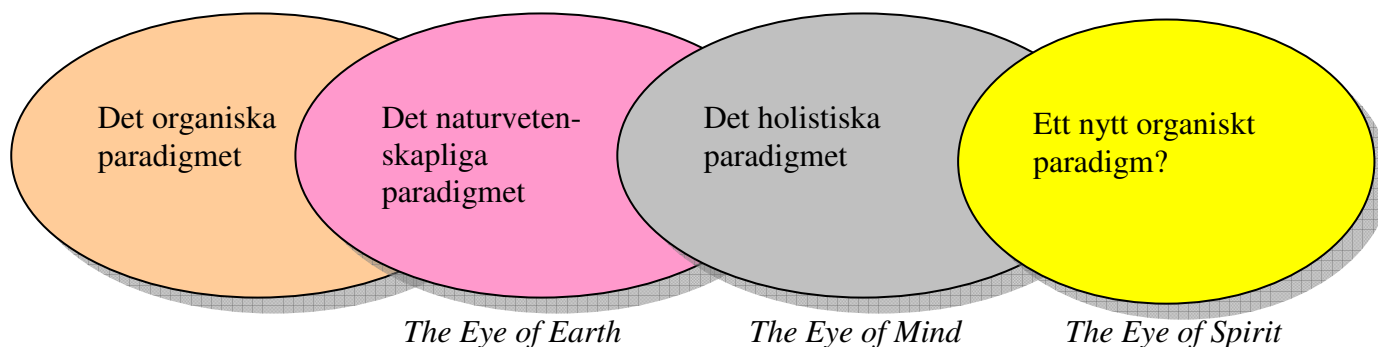 Det organiska
paradigmet
Det naturveten-
skapliga
paradigmet
Det holistiska
paradigmet
Ett nytt organiskt
paradigm?
The Eye of Earth
The Eye of Mind
The Eye of Spirit